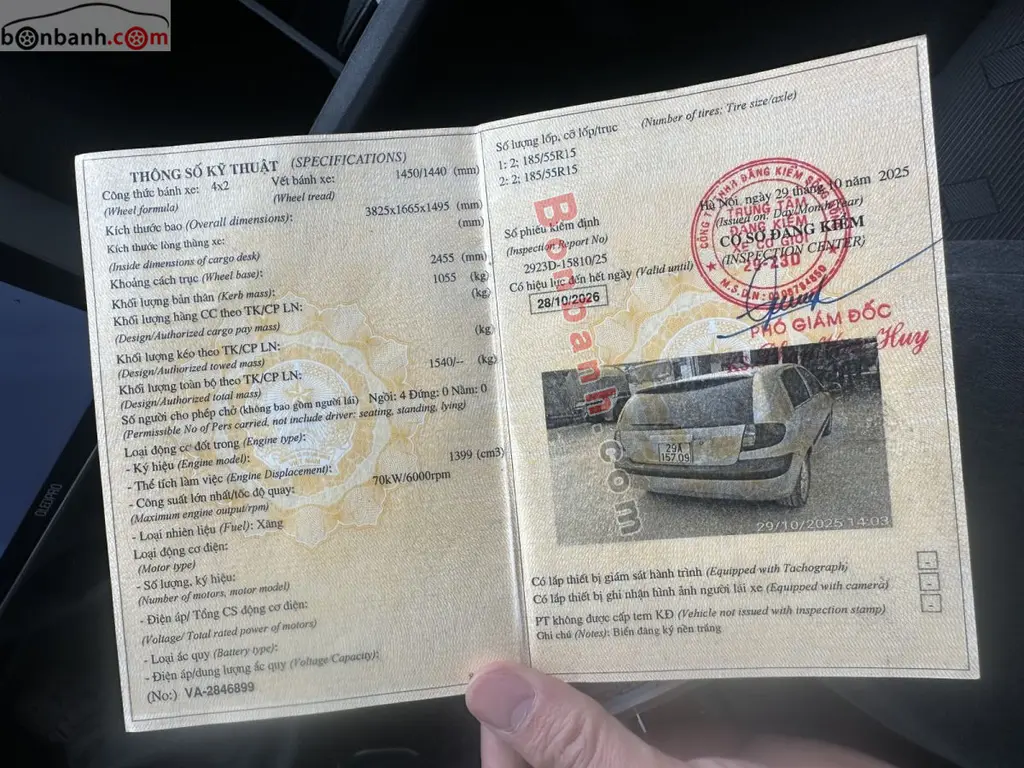 bonbanh.com
THÔNG SỐ KỸ THUẬT (SPECIFICATIONS)
Công thức bánh xe: 4x2 Vết bánh xe: 1450/1440 (mm)
(Wheel formula) (Wheel tread)
Kích thước bao (Overall dimensions): 3825x1665x1495 (mm)
Kích thước lòng thùng xe: (mm)
(Inside dimensions of cargo desk)
Khoảng cách trục (Wheel base): 2455 (mm)
Khối lượng bản thân (Kerb mass): 1055 (kg)
Khối lượng hàng CC theo TK/CP LN: (kg)
(Design/Authorized cargo pay mass)
Khối lượng kéo theo TK/CP LN: (kg)
(Design/Authorized towed mass)
Khối lượng toàn bộ theo TK/CP LN: 1540/-- (kg)
(Design/Authorized total mass)
Số người cho phép chở (không bao gồm người lái) Ngồi: 4 Đứng: 0 Nằm: 0
(Permissible No of Pers carried, not include driver: seating, standing, lying)
Loại động cơ đốt trong (Engine type):
- Ký hiệu (Engine model):
- Thể tích làm việc (Engine Displacement): 1399 (cm3)
- Công suất lớn nhất/tốc độ quay: 70kW/6000rpm
(Maximum engine output/rpm)
- Loại nhiên liệu (Fuel): Xăng
Loại động cơ điện:
(Motor type)
- Số lượng, ký hiệu:
(Number of motors, motor model)
- Điện áp/ Tổng CS động cơ điện:
(Voltage/ Total rated power of motors)
- Loại ắc quy (Battery type):
- Điện áp/dung lượng ắc quy (Voltage/Capacity):
(No:) VA-2846899
Số lượng lốp, cỡ lốp/trục (Number of tires; Tire size/axle)
1: 2; 185/55R15
2: 2; 185/55R15
Hà Nội, ngày 29 tháng 10 năm 2025
(Issued on: Day/Month/Year)
CƠ SỞ ĐĂNG KIỂM
(INSPECTION CENTER)
TRUNG TÂM
ĐĂNG KIỂM
XE CƠ GIỚI
29-23D
Số phiếu kiểm định
(Inspection Report No)
2923D-15810/25
Có hiệu lực đến hết ngày (Valid until)
28/10/2026
PHÓ GIÁM ĐỐC
Huy
Bonbanh.com
29A
157.09
29/10/2025 14:03
Có lắp thiết bị giám sát hành trình (Equipped with Tachograph) -
Có lắp thiết bị ghi nhận hình ảnh người lái xe (Equipped with camera) -
PT không được cấp tem KĐ (Vehicle not issued with inspection stamp) -
Ghi chú (Notes): Biển đăng ký nền trắng
OLEDPRO